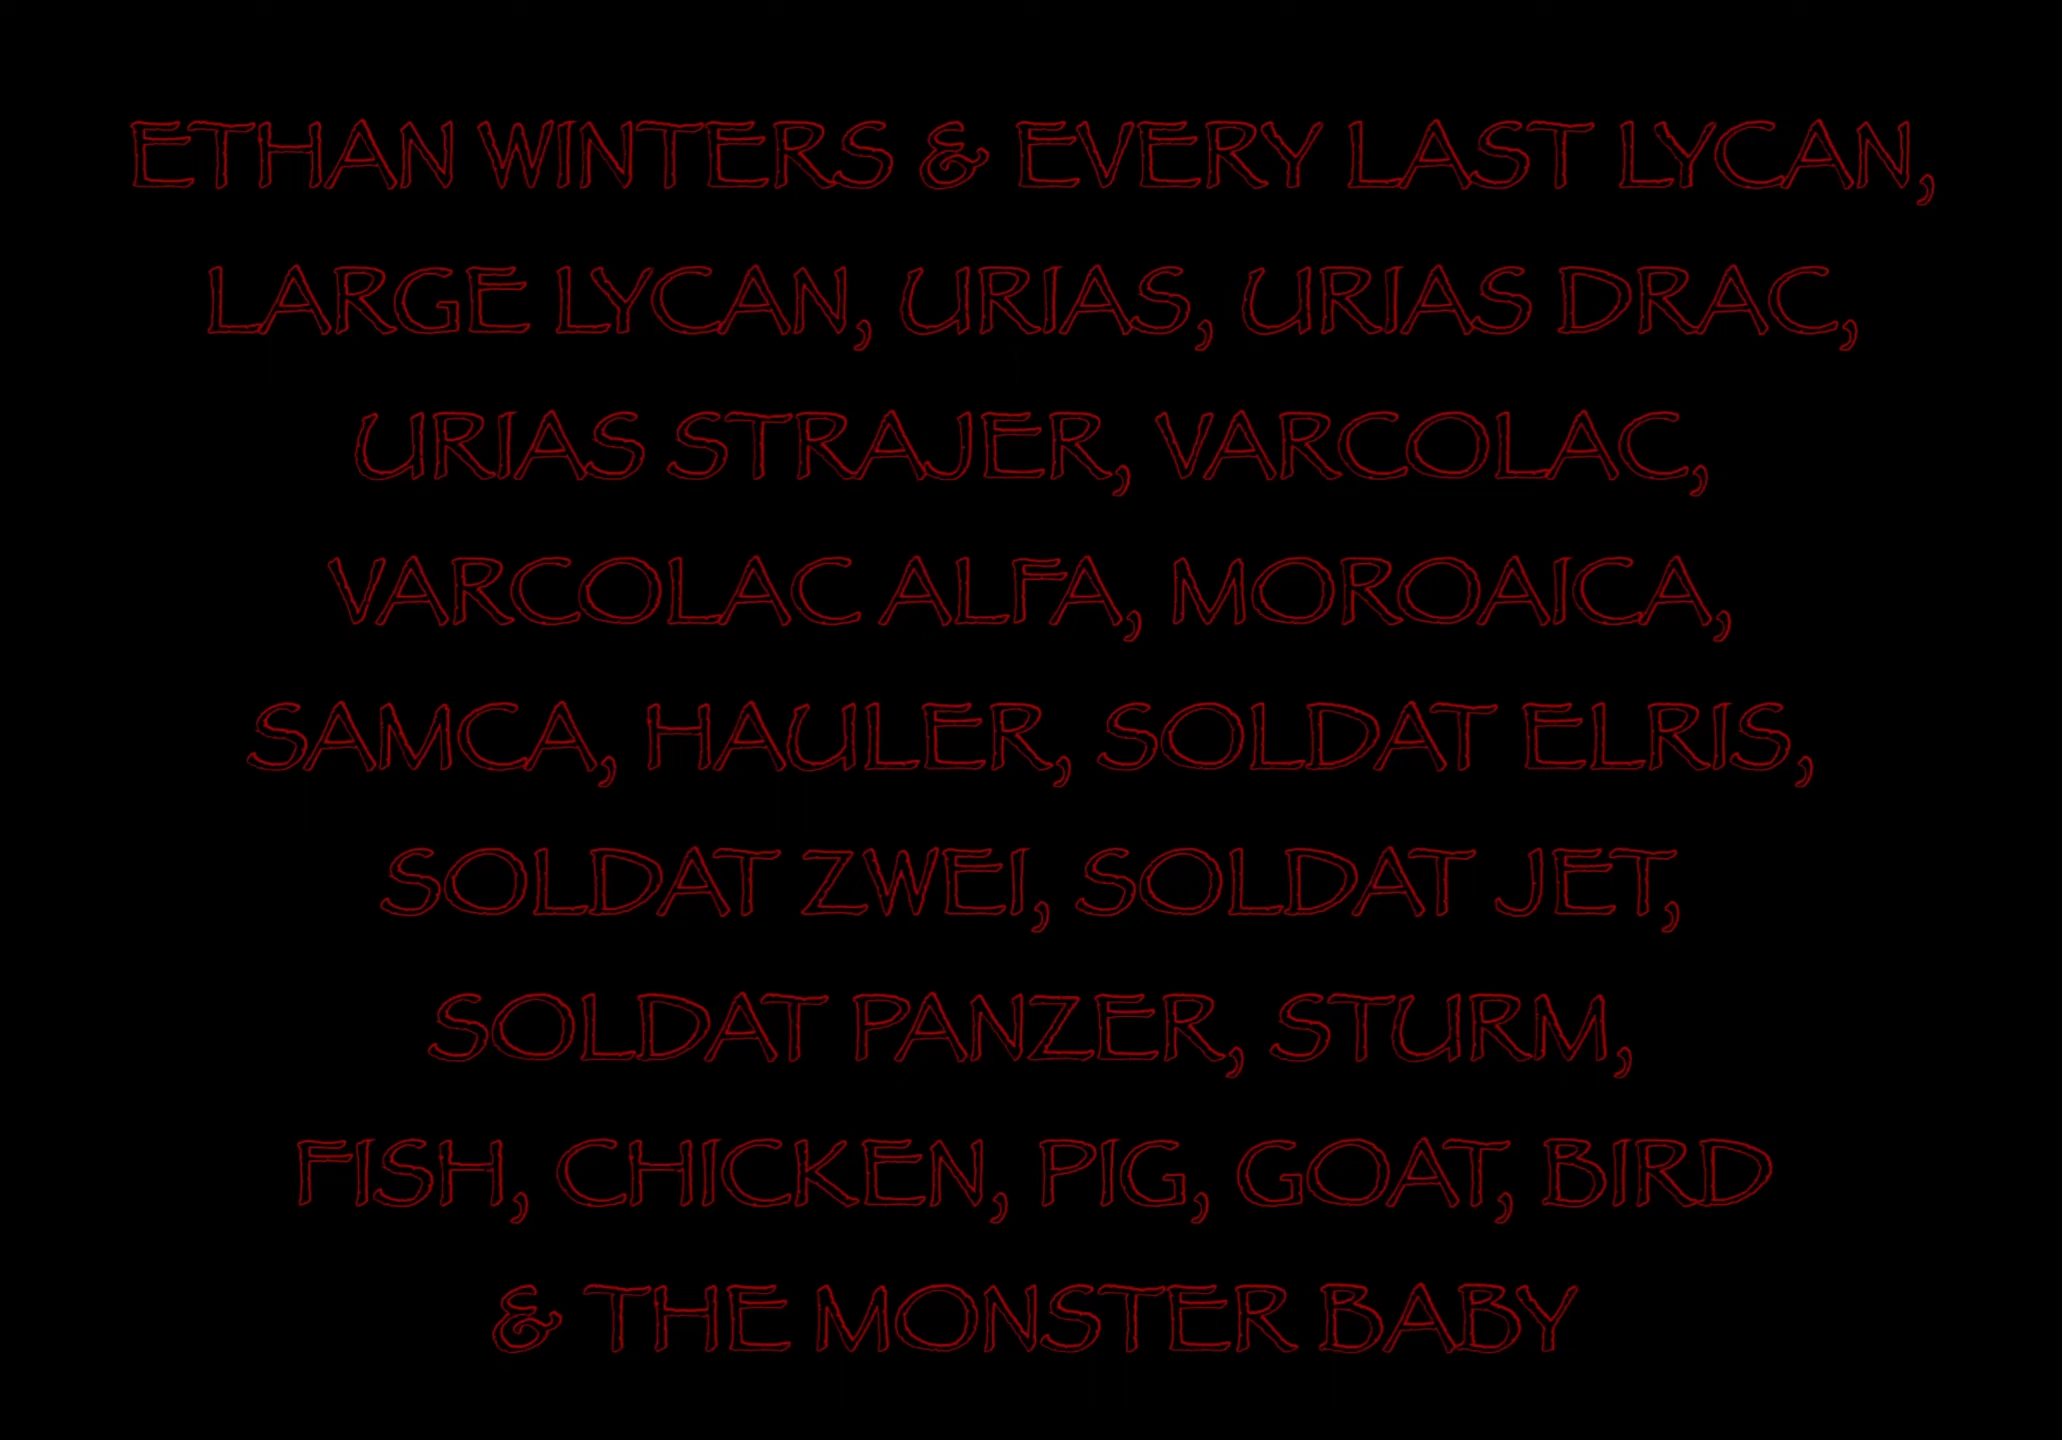 ETHAN WINTERS & EVERY LAST LYCAN,
LARGE LYCAN, URIAS, URIAS DRAC,
URIAS STRAJER, VARCOLAC,
VARCOLAC ALFA, MOROAICA,
SAMCA, HAULER, SOLDAT ELRIS,
SOLDAT ZWEI, SOLDAT JET,
SOLDAT PANZER, STURM,
FISH, CHICKEN, PIG, GOAT, BIRD
& THE MONSTER BABY